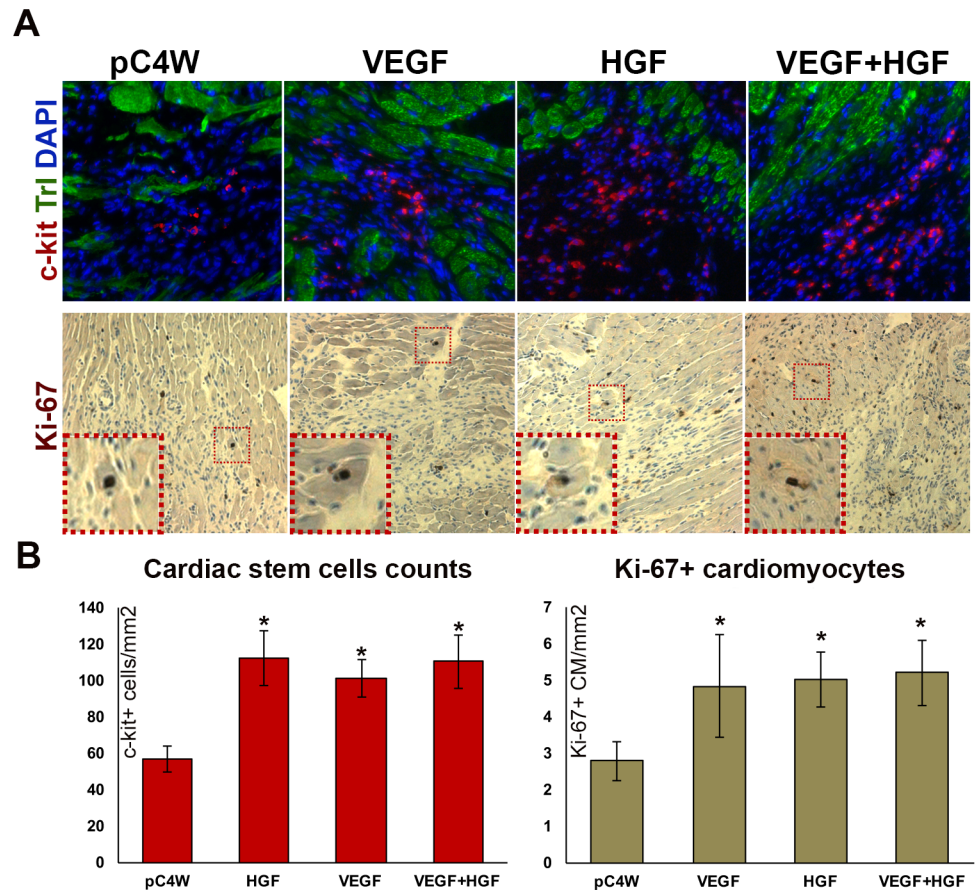 A
pC4W VEGF HGF VEGF+HGF
c-kit TrI DAPI
Ki-67
B
Cardiac stem cells counts
c-kit+ cells/mm2
140
120
100
80
60
40
20
0
*
*
*
pC4W HGF VEGF VEGF+HGF
Ki-67+ cardiomyocytes
Ki-67+ CM/mm2
7
6
5
4
3
2
1
0
*
*
*
pC4W VEGF HGF VEGF+HGF